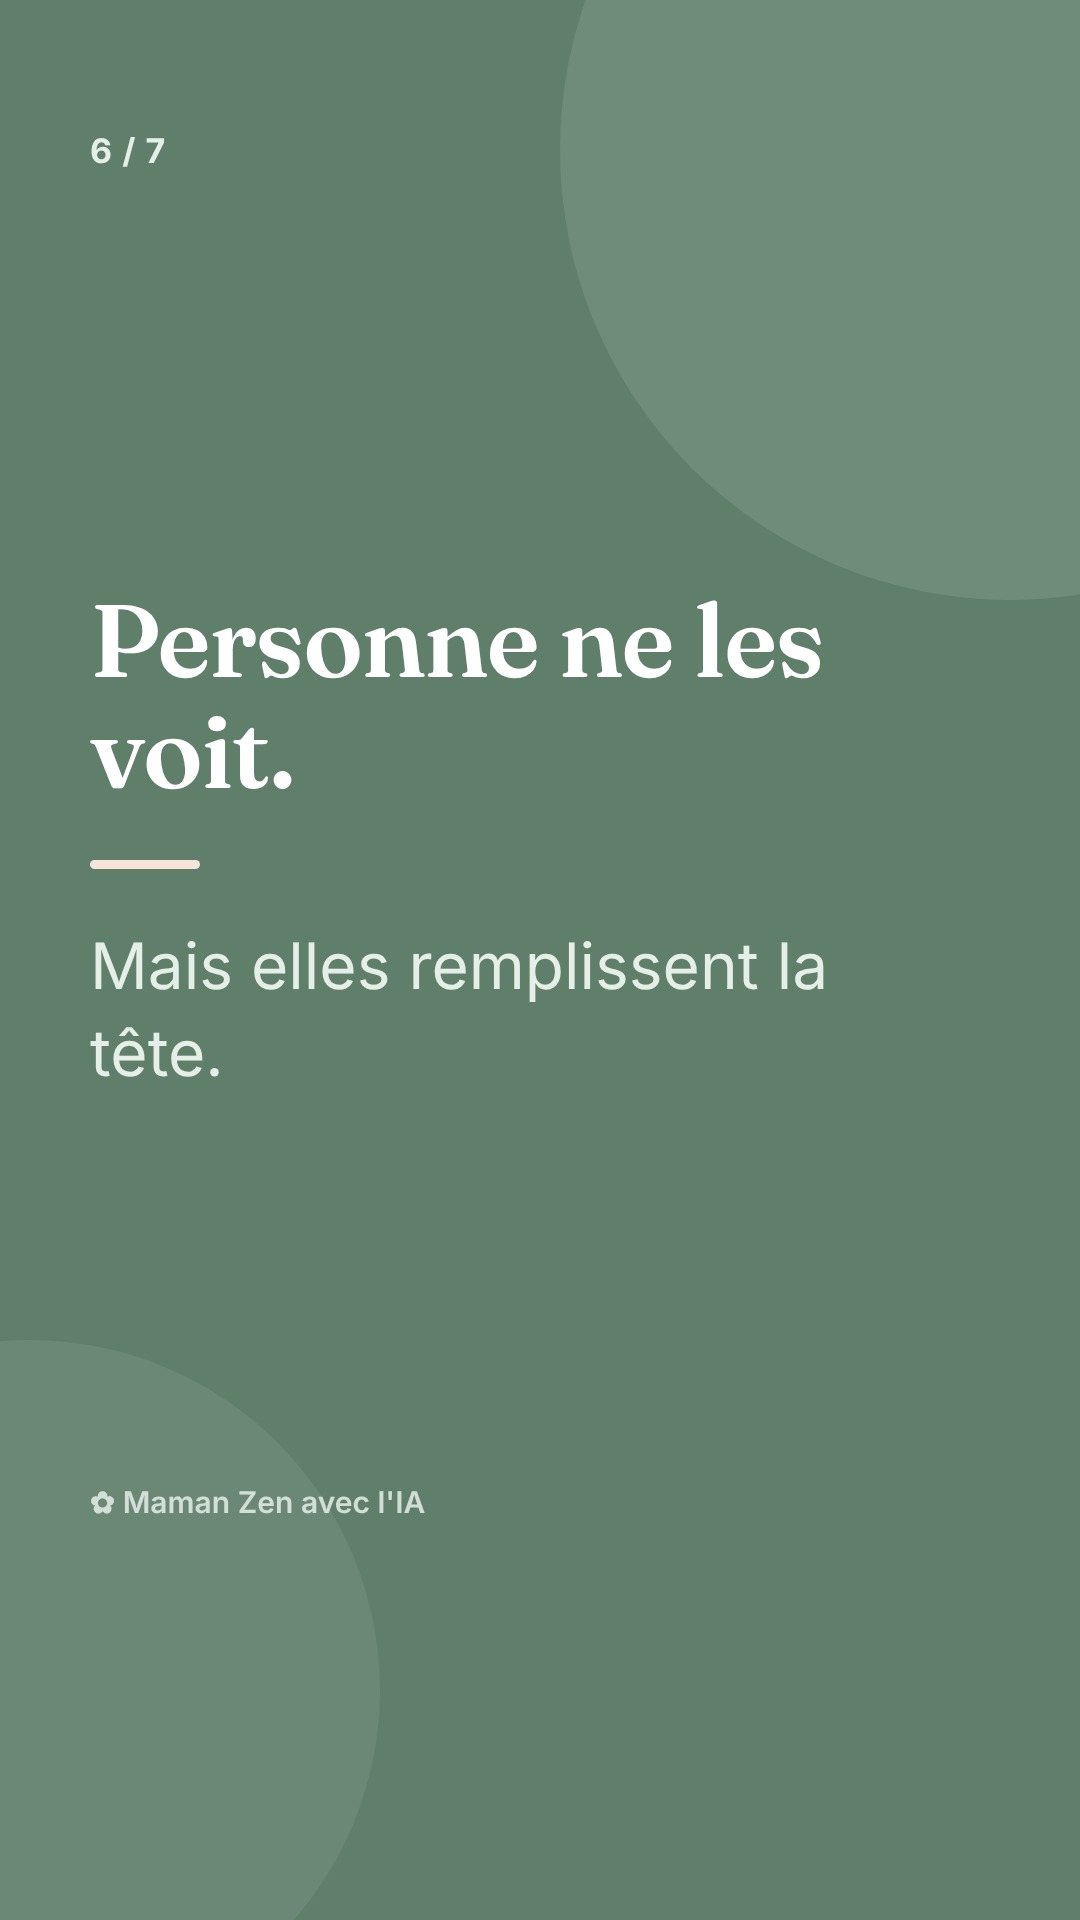 6 / 7
Personne ne les
voit.
Mais elles remplissent la
tête.
✿ Maman Zen avec l'IA